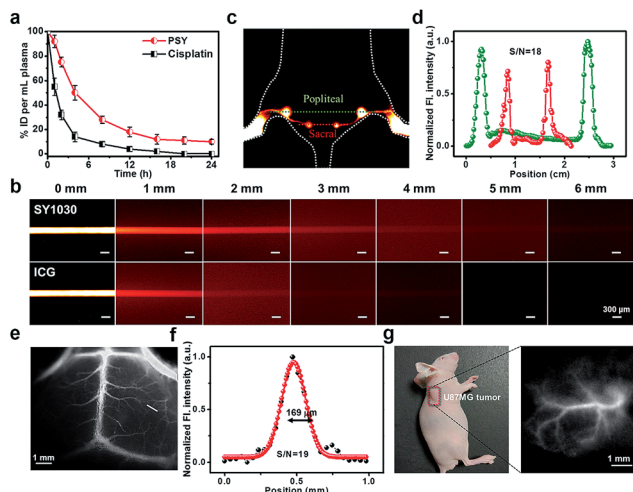 a
% ID per mL plasma
100
80
60
40
20
0
PSY
Cisplatin
0 4 8 12 16 20 24
Time (h)
c
Popliteal
Sacral
d
Normalized FI. intensity (a.u.)
1.0
0.5
0.0
S/N=18
0 1 2 3
Position (cm)
b
0 mm 1 mm 2 mm 3 mm 4 mm 5 mm 6 mm
SY1030
ICG
300 μm
e
1 mm
f
Normalized FI. intensity (a.u.)
1.0
0.5
0.0
169 μm
S/N=19
0.0 0.5 1.0
Position (mm)
g
U87MG tumor
1 mm